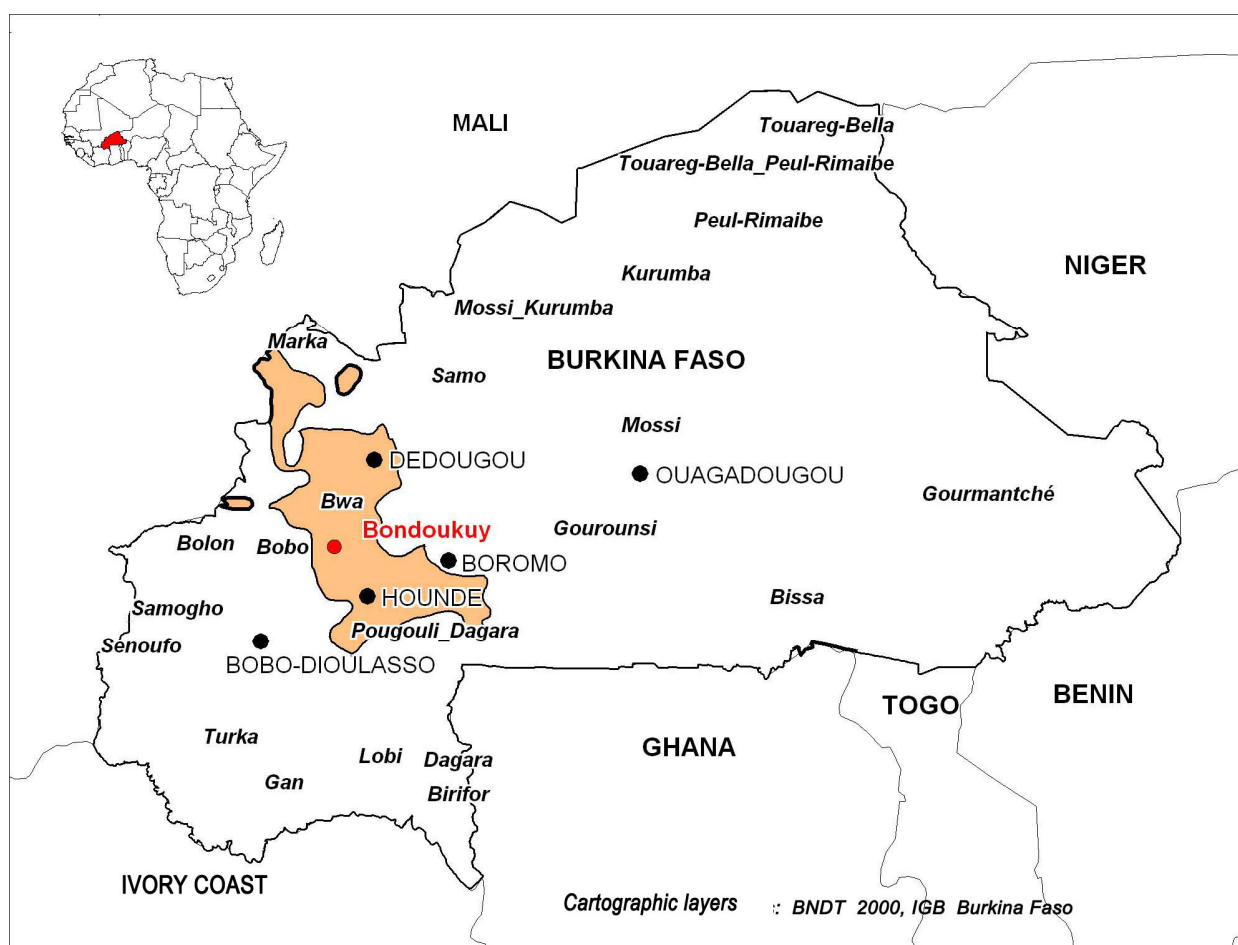 MALI
Touareg-Bella
Touareg-Bella_Peul-Rimaibe
Peul-Rimaibe
NIGER
Kurumba
Mossi_Kurumba
Marka
BURKINA FASO
Samo
Mossi
DEDOUGOU
OUAGADOUGOU
Gourmantché
Bwa
Bondoukuy
Gourounsi
Bolon
Bobo
BOROMO
HOUNDE
Bissa
Samogho
Pougouli_Dagara
Senoufo
BOBO-DIOULASSO
BENIN
TOGO
Turka
GHANA
Lobi
Dagara
Gan
Birifor
IVORY COAST
Cartographic layers : BNDT 2000, IGB Burkina Faso